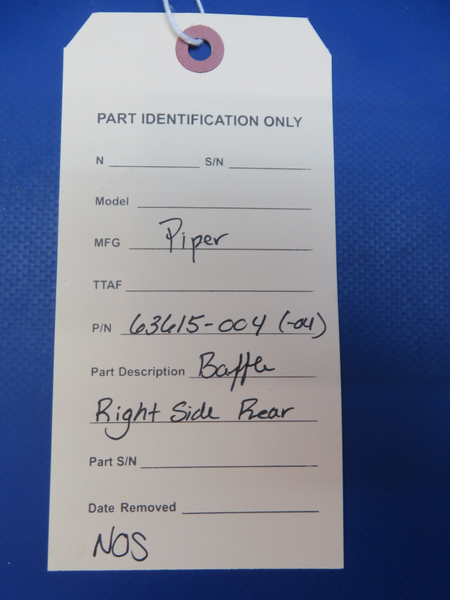 PART IDENTIFICATION ONLY
N S/N
Model
MFG Piper
TTAF
P/N 63615-004 (-04)
Part Description Baffle
Right Side Rear
Part S/N
Date Removed
NOS